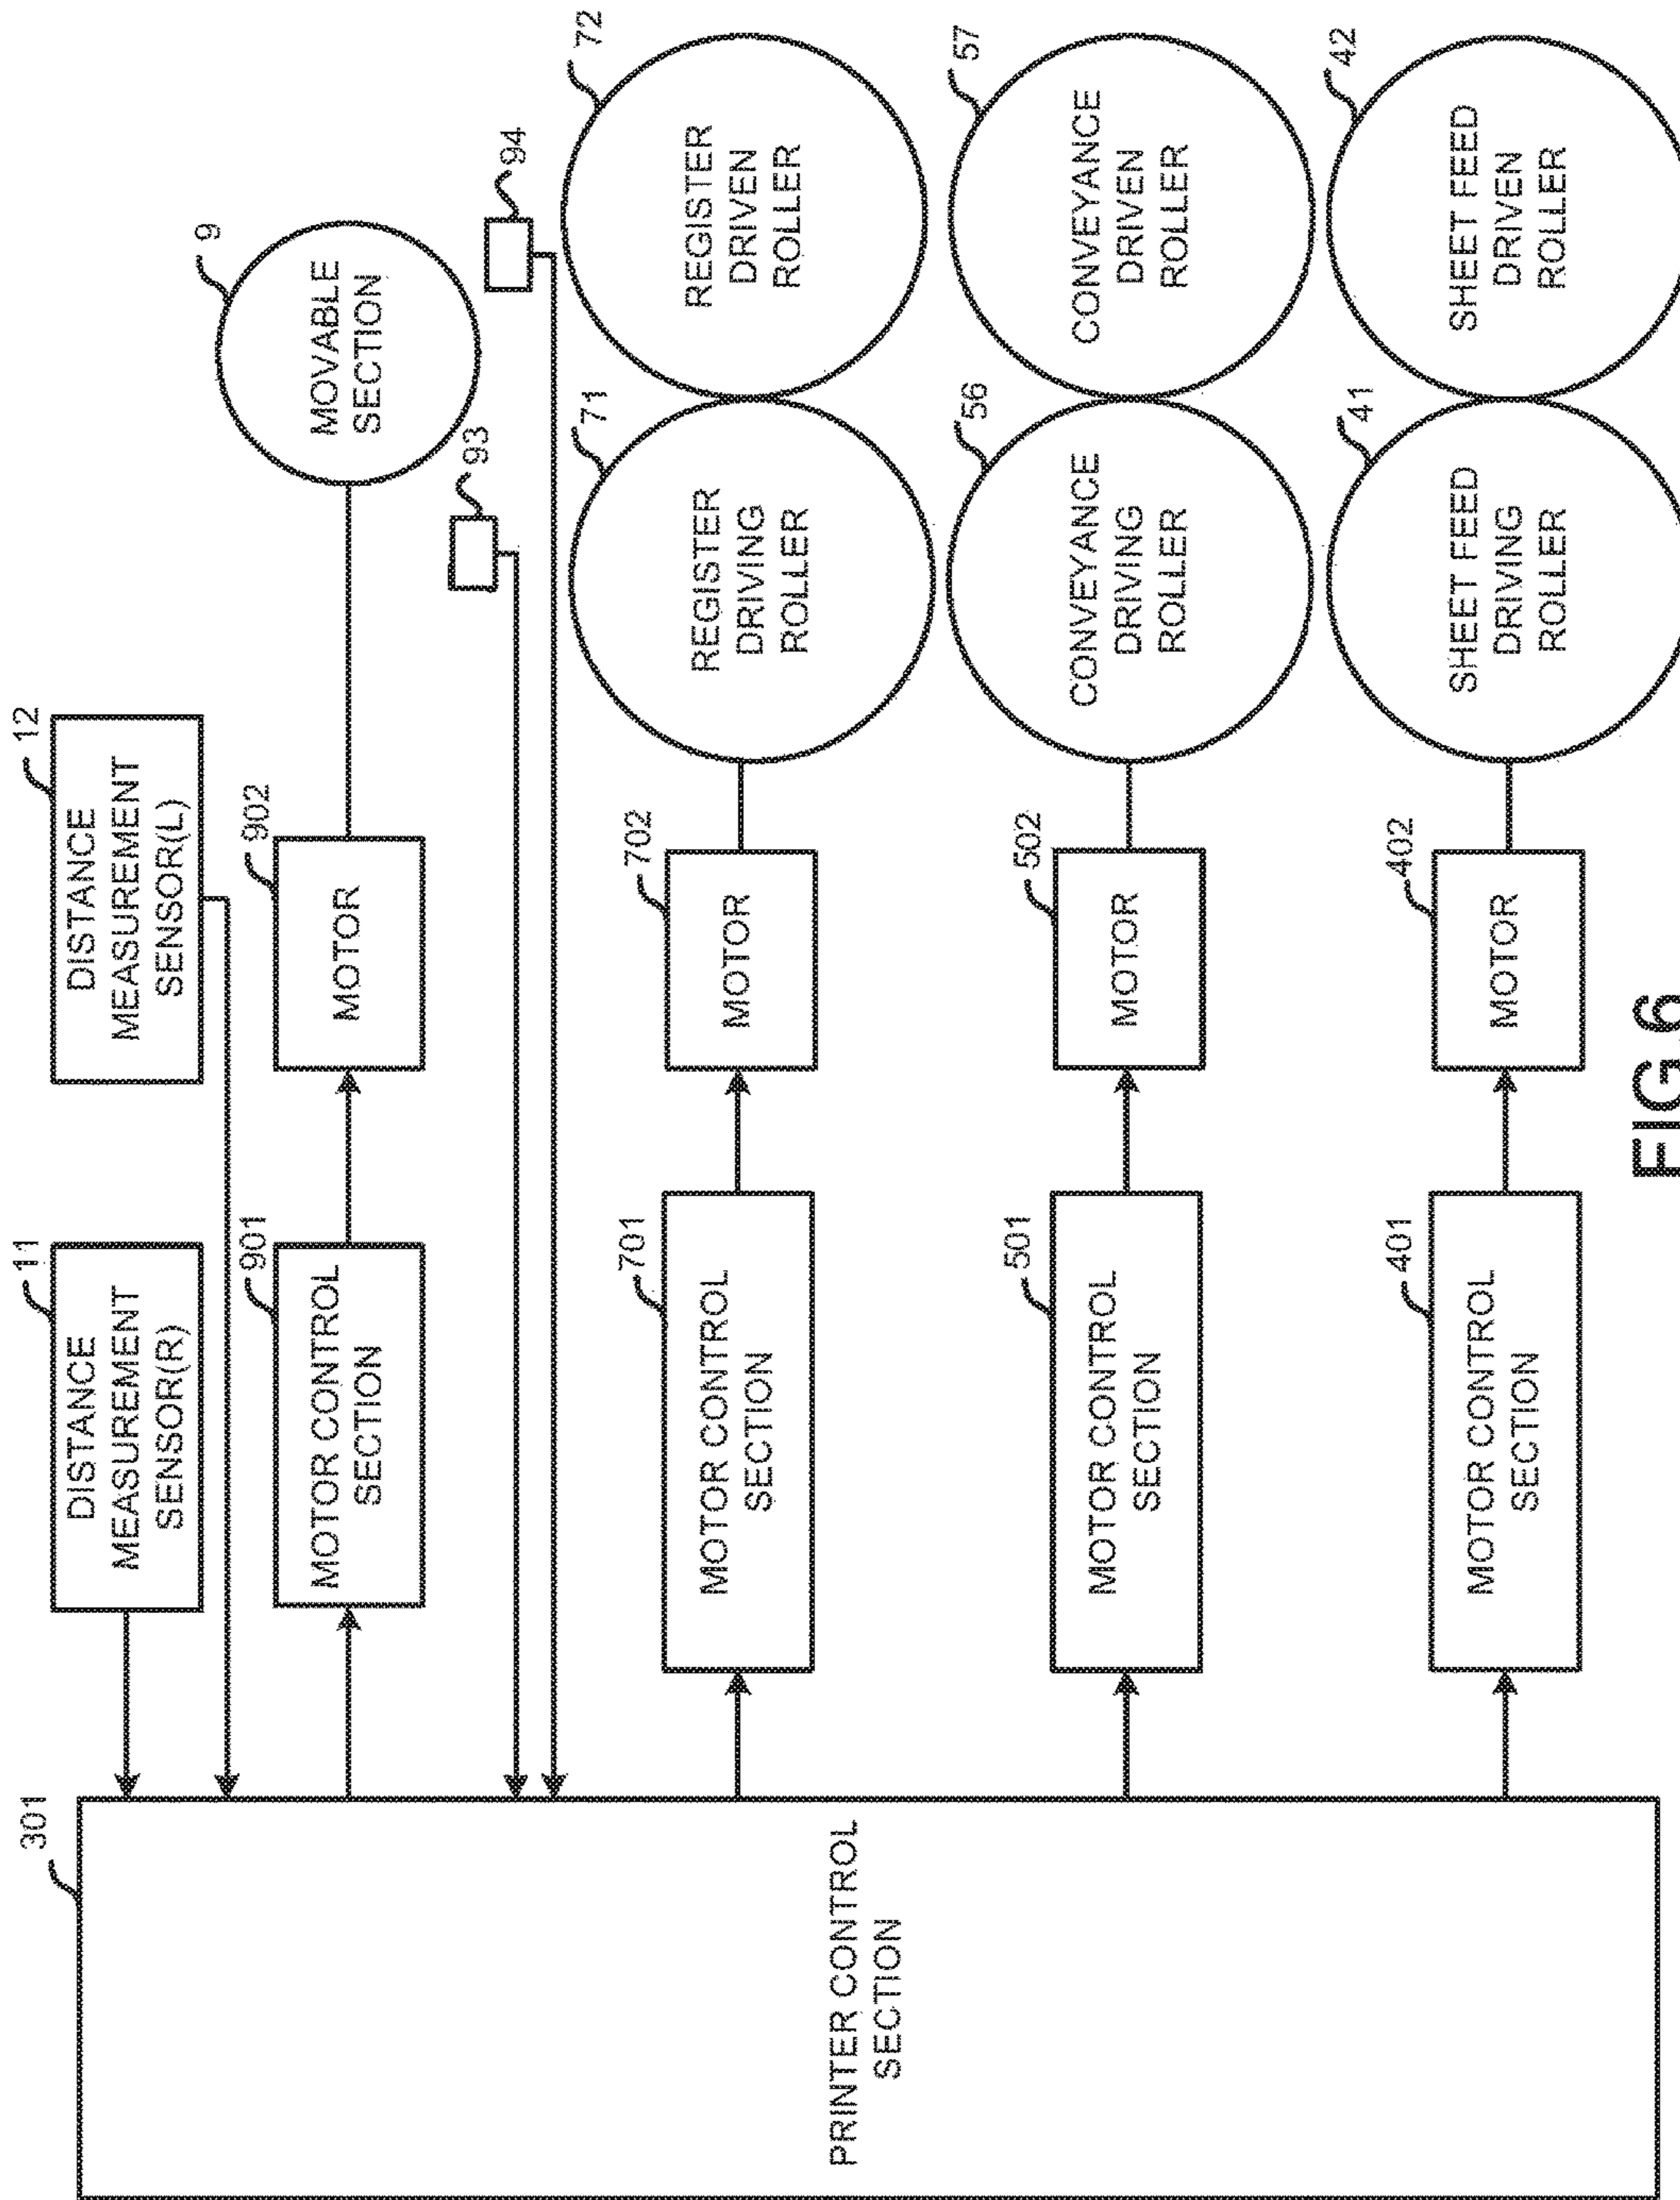 301
PRINTER CONTROL
SECTION
11
DISTANCE
MEASUREMENT
SENSOR(R)
12
DISTANCE
MEASUREMENT
SENSOR(L)
901
MOTOR CONTROL
SECTION
902
MOTOR
9
MOVABLE
SECTION
93
94
701
MOTOR CONTROL
SECTION
702
MOTOR
71
REGISTER
DRIVING
ROLLER
72
REGISTER
DRIVEN
ROLLER
501
MOTOR CONTROL
SECTION
502
MOTOR
56
CONVEYANCE
DRIVING
ROLLER
57
CONVEYANCE
DRIVEN
ROLLER
401
MOTOR CONTROL
SECTION
402
MOTOR
41
SHEET FEED
DRIVING
ROLLER
42
SHEET FEED
DRIVEN
ROLLER
FIG.6